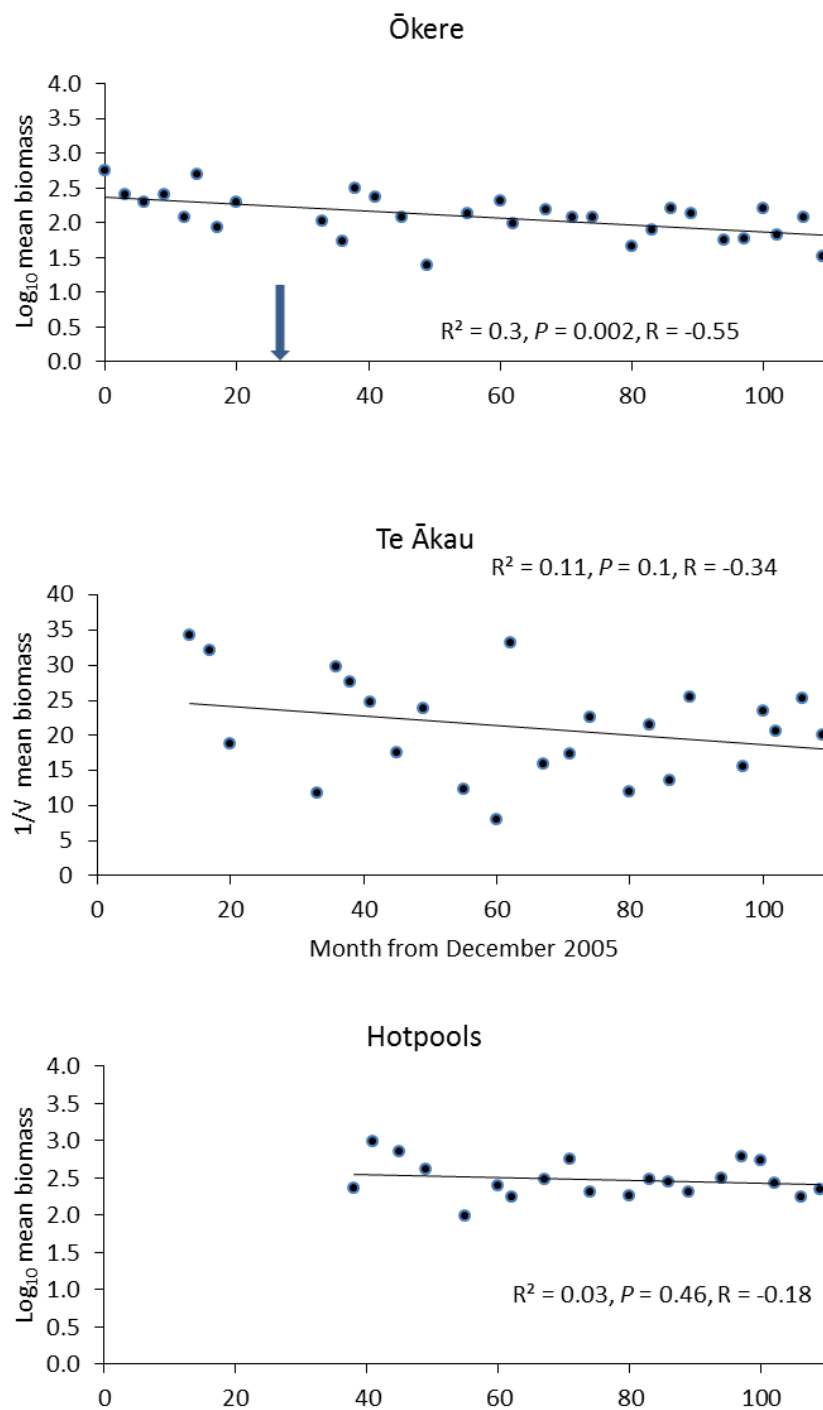 Ōkere
Log₁₀ mean biomass
4.0
3.5
3.0
2.5
2.0
1.5
1.0
0.5
0.0
R² = 0.3, P = 0.002, R = -0.55
0 20 40 60 80 100
Te Ākau
R² = 0.11, P = 0.1, R = -0.34
1/√ mean biomass
40
35
30
25
20
15
10
5
0
0 20 40 60 80 100
Month from December 2005
Hotpools
Log₁₀ mean biomass
4.0
3.5
3.0
2.5
2.0
1.5
1.0
0.5
0.0
R² = 0.03, P = 0.46, R = -0.18
0 20 40 60 80 100